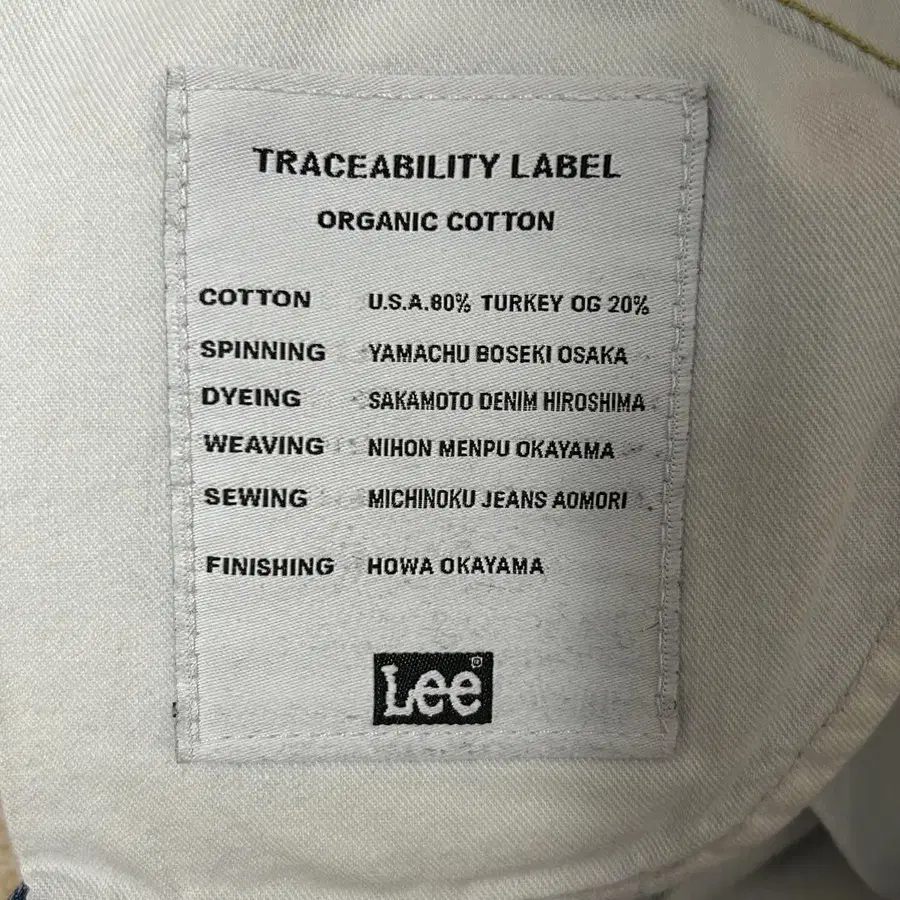 TRACEABILITY LABEL
ORGANIC COTTON
COTTON U.S.A.80% TURKEY OG 20%
SPINNING YAMACHU BOSEKI OSAKA
DYEING SAKAMOTO DENIM HIROSHIMA
WEAVING NIHON MENPU OKAYAMA
SEWING MICHINOKU JEANS AOMORI
FINISHING HOWA OKAYAMA
Lee®